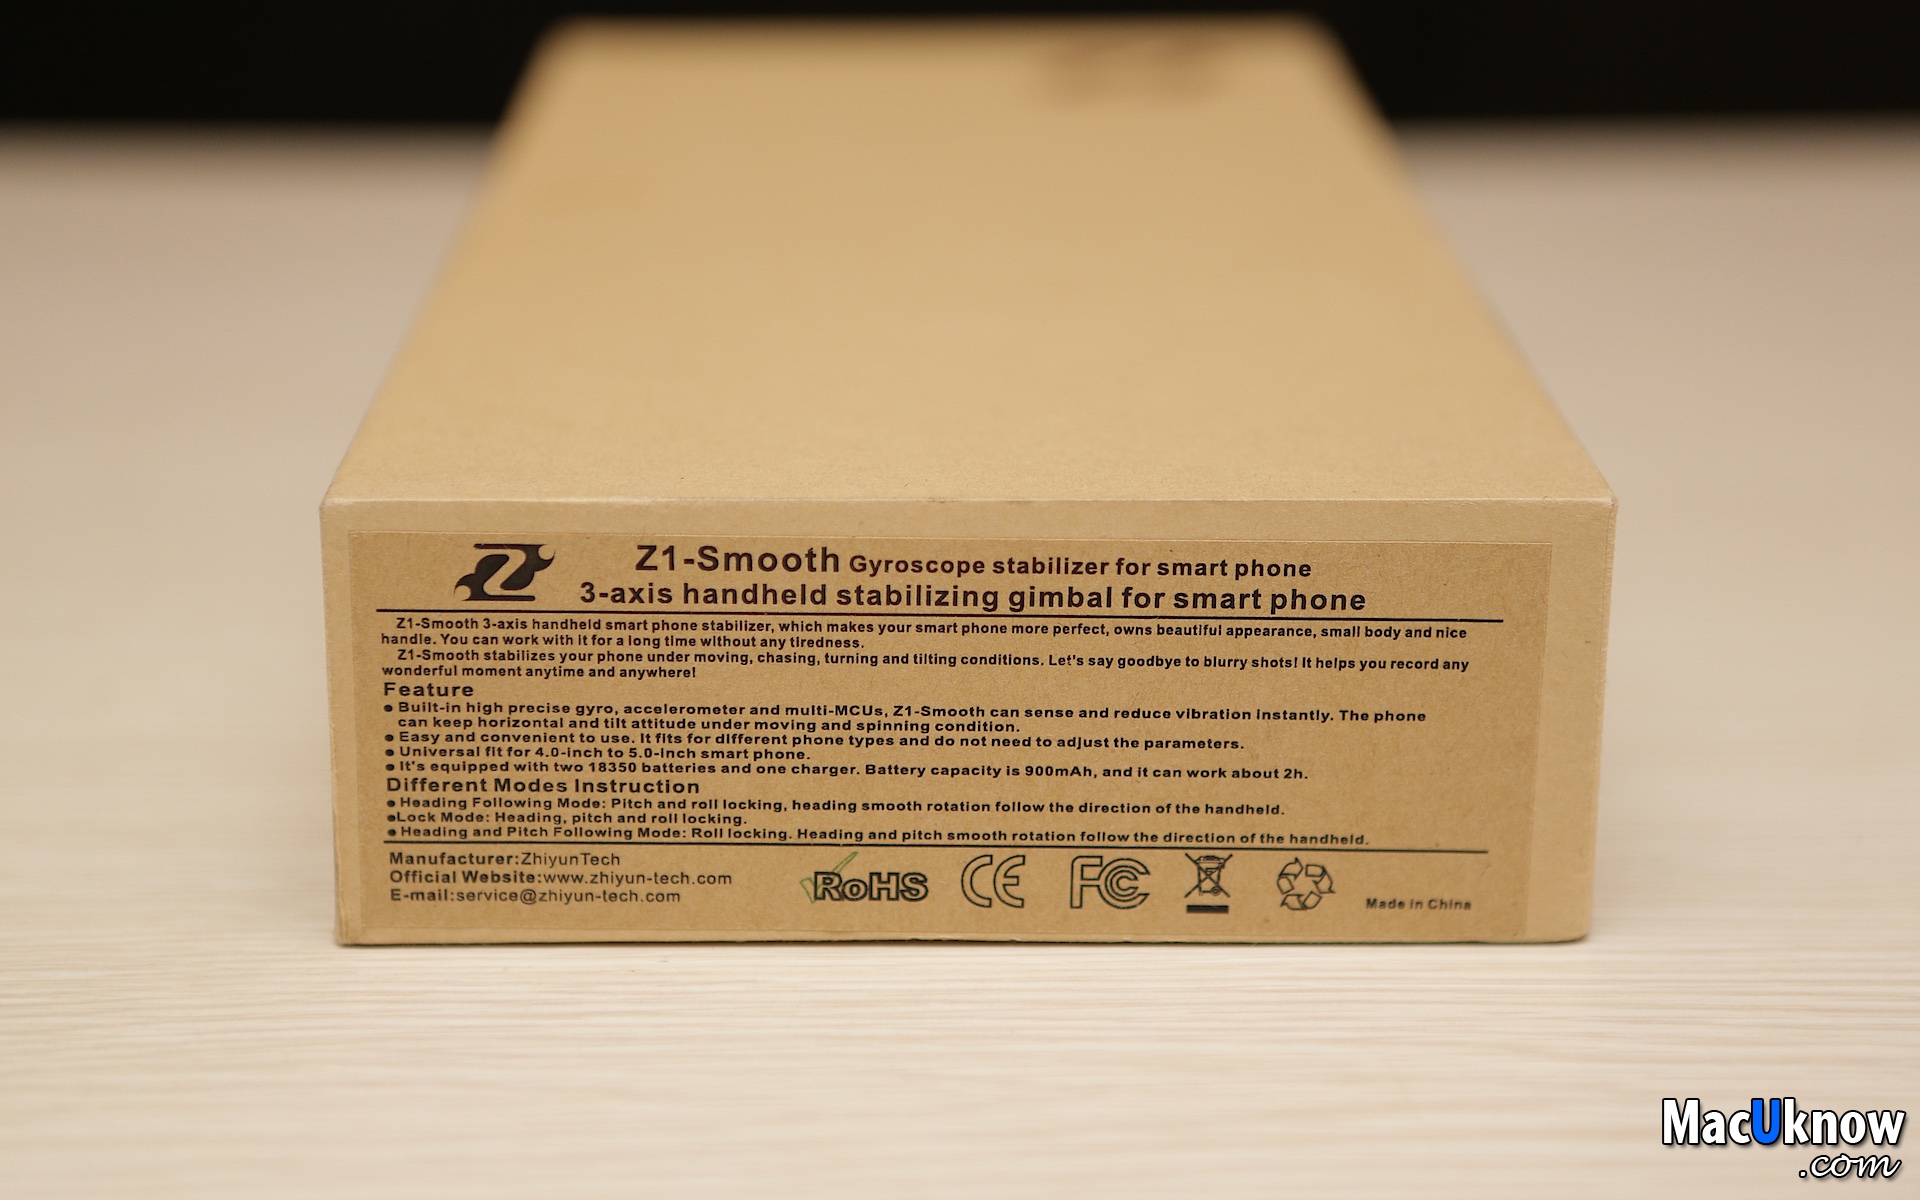 Z1-Smooth Gyroscope stabilizer for smart phone
3-axis handheld stabilizing gimbal for smart phone
Z1-Smooth 3-axis handheld smart phone stabilizer, which makes your smart phone more perfect, owns beautiful appearance, small body and nice
handle. You can work with it for a long time without any tiredness.
Z1-Smooth stabilizes your phone under moving, chasing, turning and tilting conditions. Let's say goodbye to blurry shots! It helps you record any
wonderful moment anytime and anywhere!
Feature
● Built-in high precise gyro, accelerometer and multi-MCUs, Z1-Smooth can sense and reduce vibration instantly. The phone
can keep horizontal and tilt attitude under moving and spinning condition.
● Easy and convenient to use. It fits for different phone types and do not need to adjust the parameters.
● Universal fit for 4.0-inch to 5.0-inch smart phone.
● It's equipped with two 18350 batteries and one charger. Battery capacity is 900mAh, and it can work about 2h.
Different Modes Instruction
● Heading Following Mode: Pitch and roll locking, heading smooth rotation follow the direction of the handheld.
●Lock Mode: Heading, pitch and roll locking.
● Heading and Pitch Following Mode: Roll locking. Heading and pitch smooth rotation follow the direction of the handheld.
Manufacturer:ZhiyunTech
Official Website:www.zhiyun-tech.com
E-mail:service@zhiyun-tech.com
RoHS CE FC Made in China
MacUknow
.com